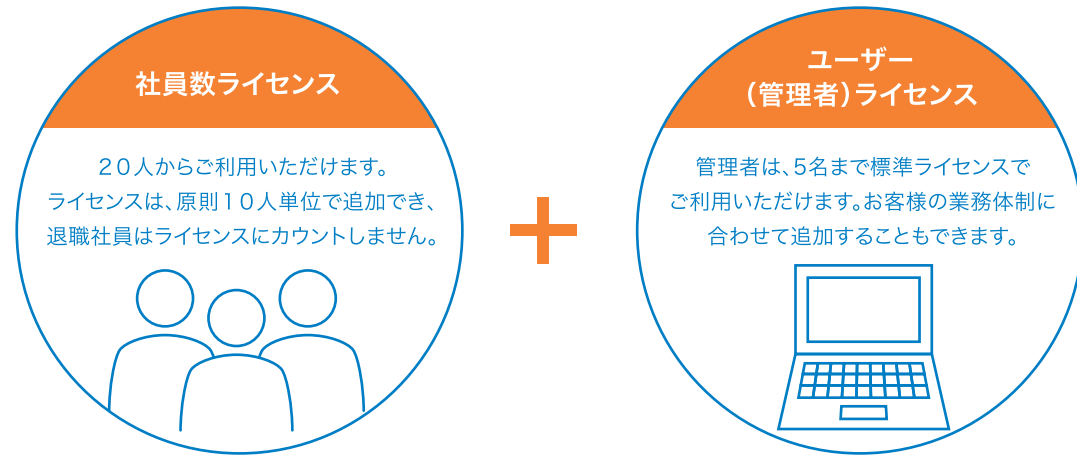 社員数ライセンス
２０人からご利用いただけます。
ライセンスは、原則１０人単位で追加でき、
退職社員はライセンスにカウントしません。
ユーザー
（管理者）ライセンス
管理者は、5名まで標準ライセンスで
ご利用いただけます。お客様の業務体制に
合わせて追加することもできます。